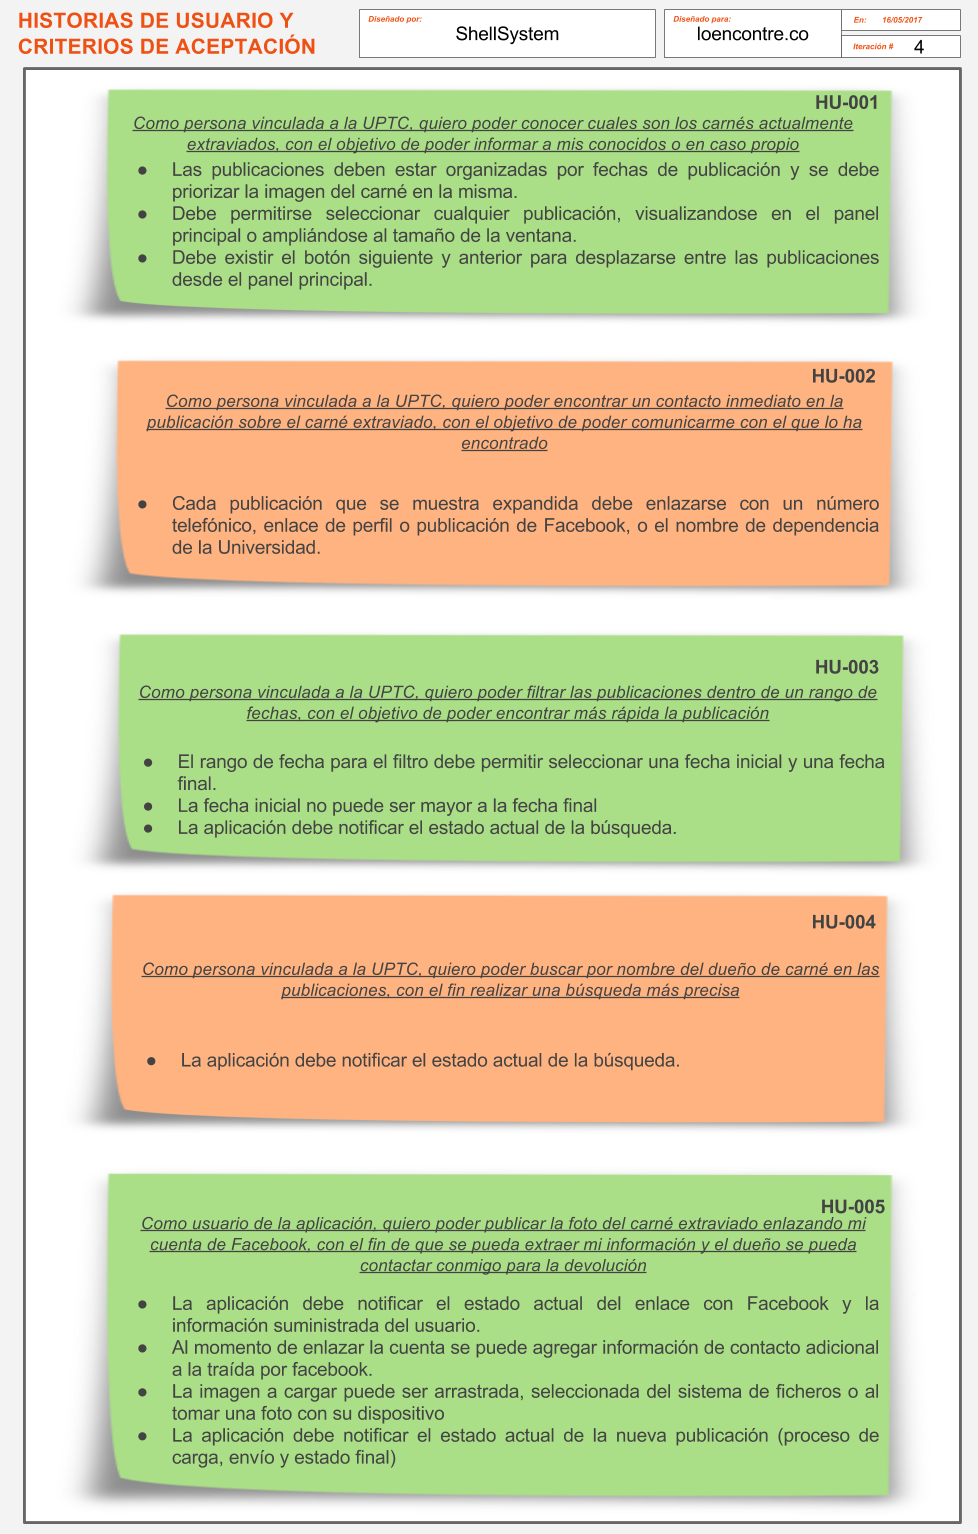 HISTORIAS DE USUARIO Y
CRITERIOS DE ACEPTACIÓN
Diseñado por:
ShellSystem
Diseñado para:
loencontre.co
En: 16/05/2017
Iteración # 4
HU-001
Como persona vinculada a la UPTC, quiero poder conocer cuales son los carnés actualmente
extraviados, con el objetivo de poder informar a mis conocidos o en caso propio
● Las publicaciones deben estar organizadas por fechas de publicación y se debe
priorizar la imagen del carné en la misma.
● Debe permitirse seleccionar cualquier publicación, visualizandose en el panel
principal o ampliándose al tamaño de la ventana.
● Debe existir el botón siguiente y anterior para desplazarse entre las publicaciones
desde el panel principal.
HU-002
Como persona vinculada a la UPTC, quiero poder encontrar un contacto inmediato en la
publicación sobre el carné extraviado, con el objetivo de poder comunicarme con el que lo ha
encontrado
● Cada publicación que se muestra expandida debe enlazarse con un número
telefónico, enlace de perfil o publicación de Facebook, o el nombre de dependencia
de la Universidad.
HU-003
Como persona vinculada a la UPTC, quiero poder filtrar las publicaciones dentro de un rango de
fechas, con el objetivo de poder encontrar más rápida la publicación
● El rango de fecha para el filtro debe permitir seleccionar una fecha inicial y una fecha
final.
● La fecha inicial no puede ser mayor a la fecha final
● La aplicación debe notificar el estado actual de la búsqueda.
HU-004
Como persona vinculada a la UPTC, quiero poder buscar por nombre del dueño de carné en las
publicaciones, con el fin realizar una búsqueda más precisa
● La aplicación debe notificar el estado actual de la búsqueda.
HU-005
Como usuario de la aplicación, quiero poder publicar la foto del carné extraviado enlazando mi
cuenta de Facebook, con el fin de que se pueda extraer mi información y el dueño se pueda
contactar conmigo para la devolución
● La aplicación debe notificar el estado actual del enlace con Facebook y la
información suministrada del usuario.
● Al momento de enlazar la cuenta se puede agregar información de contacto adicional
a la traída por facebook.
● La imagen a cargar puede ser arrastrada, seleccionada del sistema de ficheros o al
tomar una foto con su dispositivo
● La aplicación debe notificar el estado actual de la nueva publicación (proceso de
carga, envío y estado final)